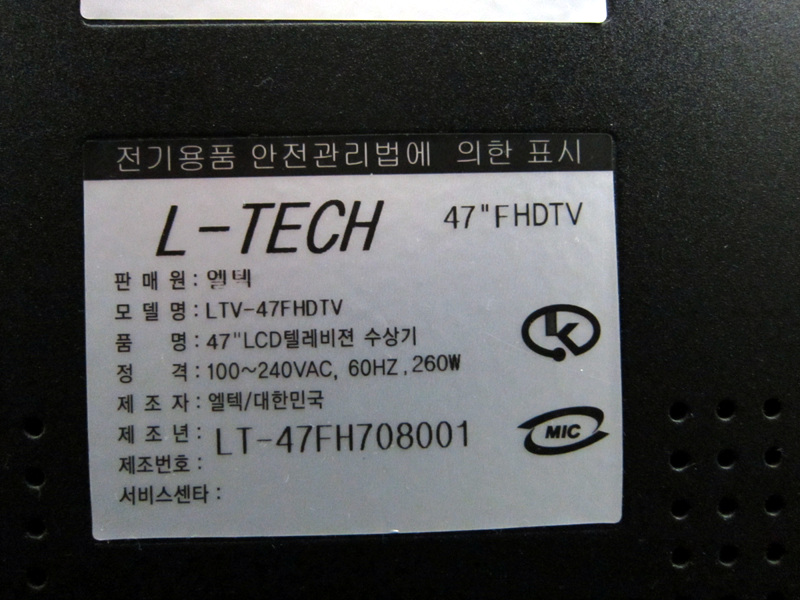 전기용품 안전관리법에 의한 표시
L-TECH 47"FHDTV
판 매 원 : 엘텍
모 델 명 : LTV-47FHDTV
품 명 : 47"LCD텔레비젼 수상기
정 격 : 100~240VAC, 60HZ, 260W
제 조 자 : 엘텍/대한민국
제 조 년 : LT-47FH708001
제조번호 :
서비스센타 :
K
MIC